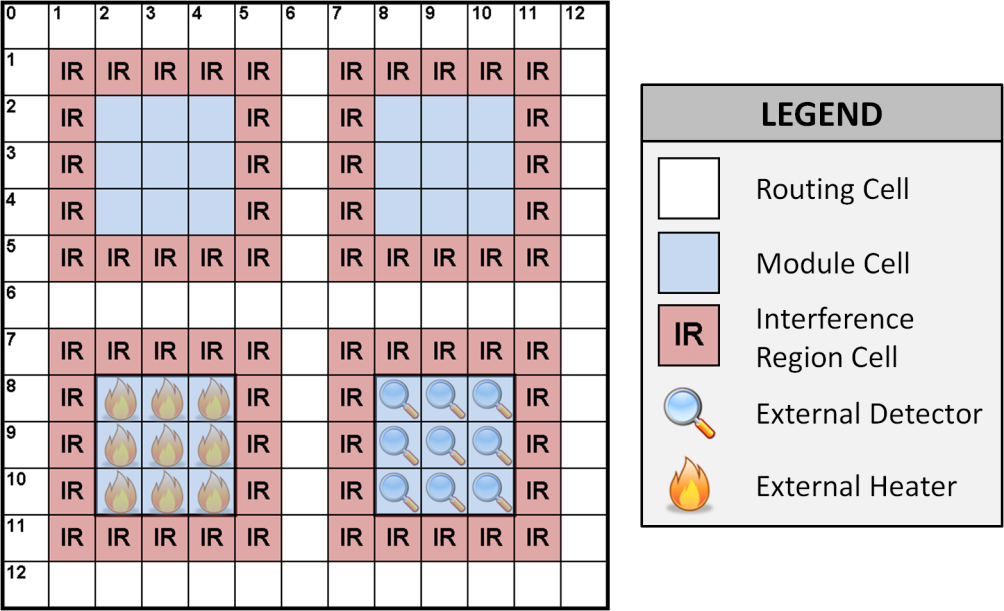 0 1 2 3 4 5 6 7 8 9 10 11 12
1 IR IR IR IR IR IR IR IR IR IR
2 IR IR IR IR
3 IR IR IR IR
4 IR IR IR IR
5 IR IR IR IR IR IR IR IR IR IR
6
7 IR IR IR IR IR IR IR IR IR IR
8 IR IR IR IR
9 IR IR IR IR
10 IR IR IR IR
11 IR IR IR IR IR IR IR IR IR IR
12
LEGEND
Routing Cell
Module Cell
IR Interference
Region Cell
External Detector
External Heater